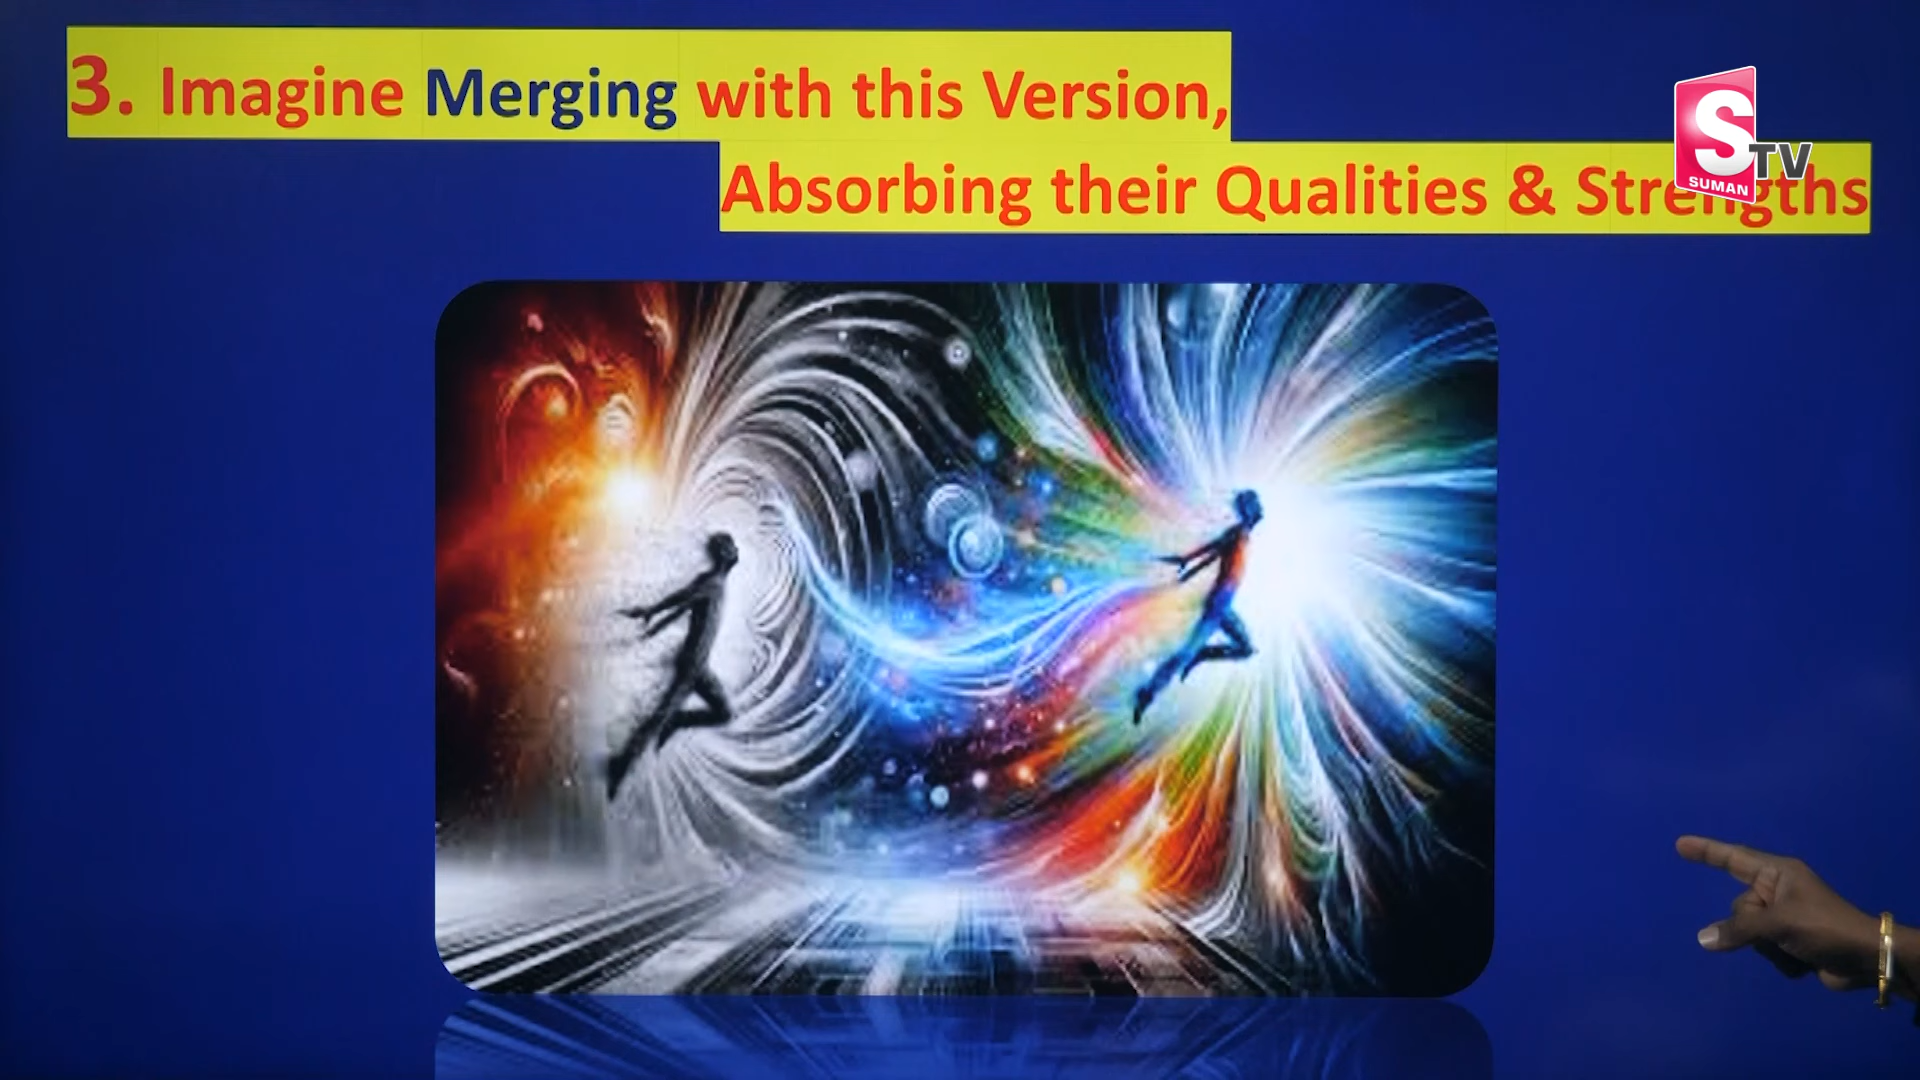 3. Imagine Merging with this Version,
Absorbing their Qualities & Strengths
S TV
SUMAN